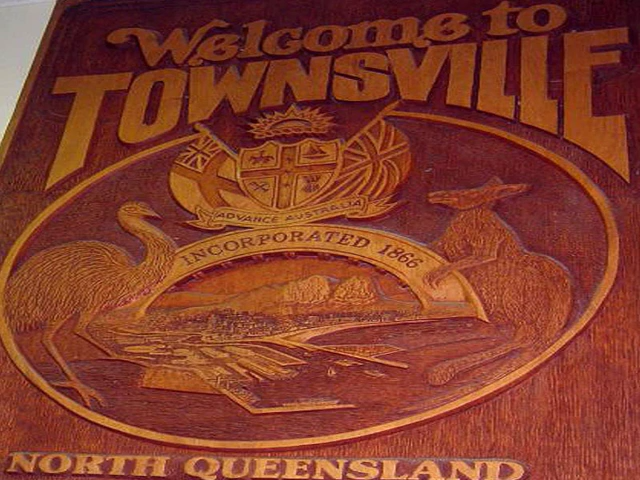 Welcome to
TOWNSVILLE
ADVANCE AUSTRALIA
INCORPORATED 1866
NORTH QUEENSLAND